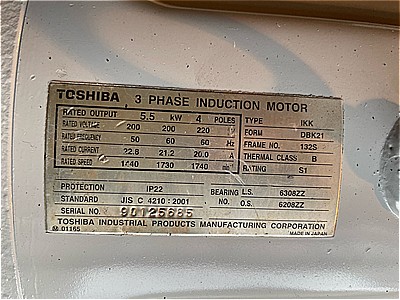 TOSHIBA 3 PHASE INDUCTION MOTOR
RATED OUTPUT 5.5 kW 4 POLES TYPE IKK
RATED VOLTAGE 200 200 220 V FORM DBK21
RATED FREQUENCY 50 60 60 Hz FRAME NO. 132S
RATED CURRENT 22.8 21.2 20.0 A THERMAL CLASS B
RATED SPEED 1440 1730 1740 RATING S1
PROTECTION IP22 BEARING L.S. 6308ZZ
STANDARD JIS C 4210:2001 NO. O.S. 6208ZZ
SERIAL NO. 90125685
TOSHIBA INDUSTRIAL PRODUCTS MANUFACTURING CORPORATION
M 01165 MADE IN JAPAN